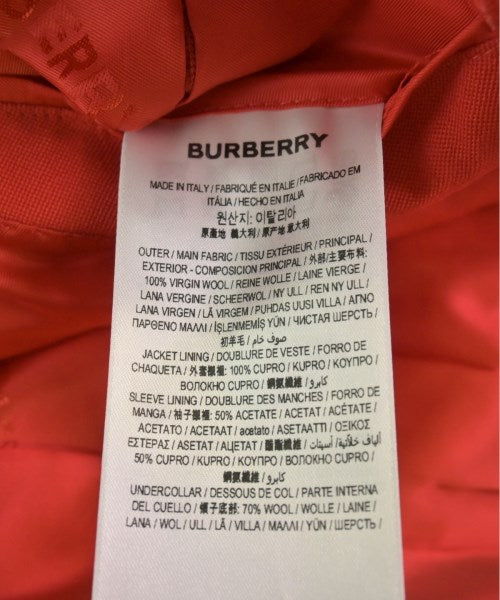 BURBERRY
MADE IN ITALY / FABRIQUÉ EN ITALIE / FABRICADO EM
ITÁLIA / HECHO EN ITALIA
원산지: 이탈리아
原產地 義大利 / 原产地 意大利
OUTER / MAIN FABRIC / TISSU EXTÉRIEUR / PRINCIPAL /
EXTERIOR - COMPOSICION PRINCIPAL / 外部/主要布料:
100% VIRGIN WOOL / REINE WOLLE / LAINE VIERGE /
LANA VERGINE / SCHEERWOL / NY ULL / REN NY ULL /
LANA VIRGEN / LÃ VIRGEM / PUHDAS UUSI VILLA / ΑΓΝΟ
ΠΑΡΘΕΝΟ ΜΑΛΛΙ / İŞLENMEMİŞ YÜN / ЧИСТАЯ ШЕРСТЬ /
初羊毛 / صوف خام
JACKET LINING / DOUBLURE DE VESTE / FORRO DE
CHAQUETA / 外套襯裡: 100% CUPRO / KUPRO / ΚΟΥΠΡΟ /
ВОЛОКНО CUPRO / 銅氨纖維 / كابرو
SLEEVE LINING / DOUBLURE DES MANCHES / FORRO DE
MANGA / 袖子襯裡: 50% ACETATE / ACETAT / ACÉTATE /
ACETATO / ACETAAT / acetato / ASETAATTI / ΟΞΙΚΟΣ
ΕΣΤΕΡΑΣ / ASETAT / АЦЕТАТ / 醋酯纖維 / ألياف خلاتية / أسيتات
50% CUPRO / KUPRO / ΚΟΥΠΡΟ / ВОЛОКНО CUPRO /
銅氨纖維 / كابرو
UNDERCOLLAR / DESSOUS DE COL / PARTE INTERNA
DEL CUELLO / 領子底部: 70% WOOL / WOLLE / LAINE /
LANA / WOL / ULL / LÃ / VILLA / ΜΑΛΛΙ / YÜN / ШЕРСТЬ /